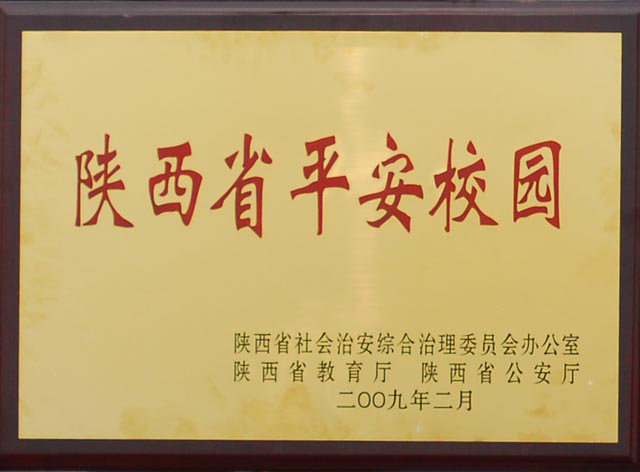 陕西省平安校园
陕西省社会治安综合治理委员会办公室
陕西省教育厅 陕西省公安厅
二〇〇九年二月